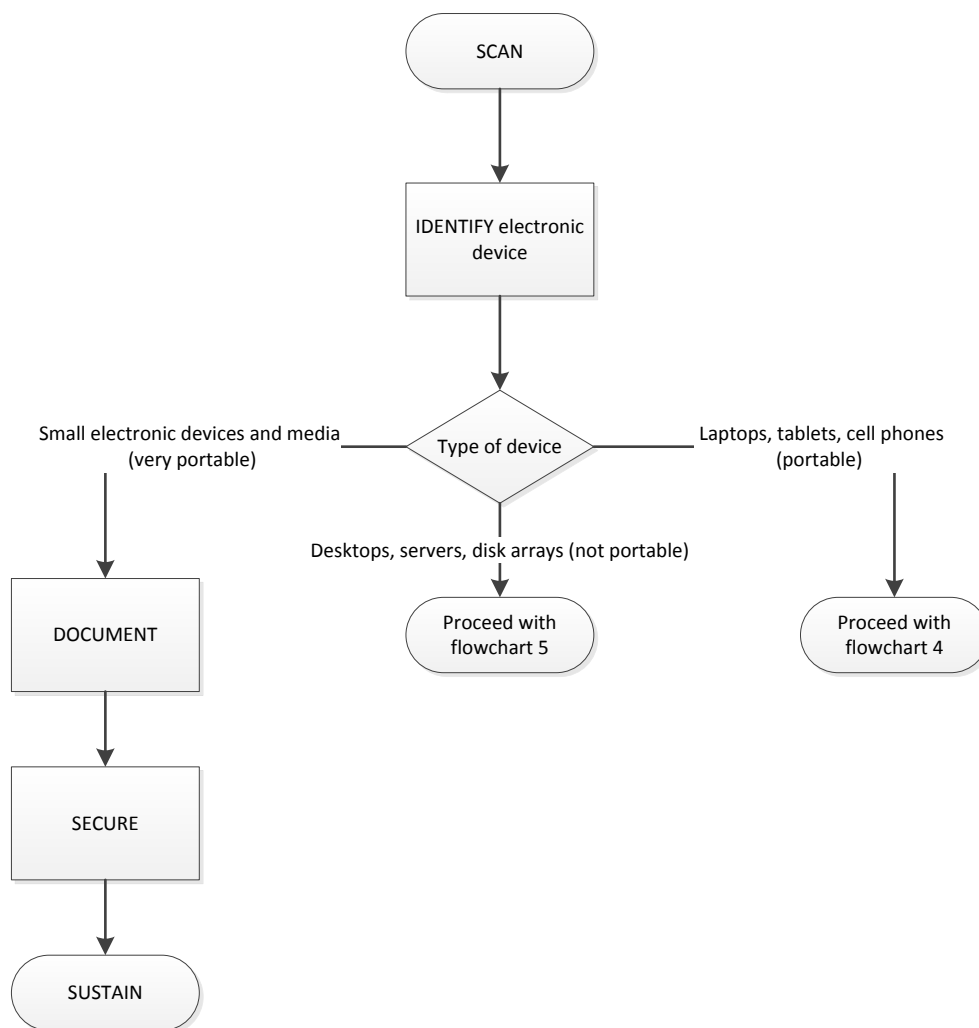 SCAN
IDENTIFY electronic
device
Type of device
Small electronic devices and media
(very portable)
Laptops, tablets, cell phones
(portable)
Desktops, servers, disk arrays (not portable)
DOCUMENT
Proceed with
flowchart 5
Proceed with
flowchart 4
SECURE
SUSTAIN